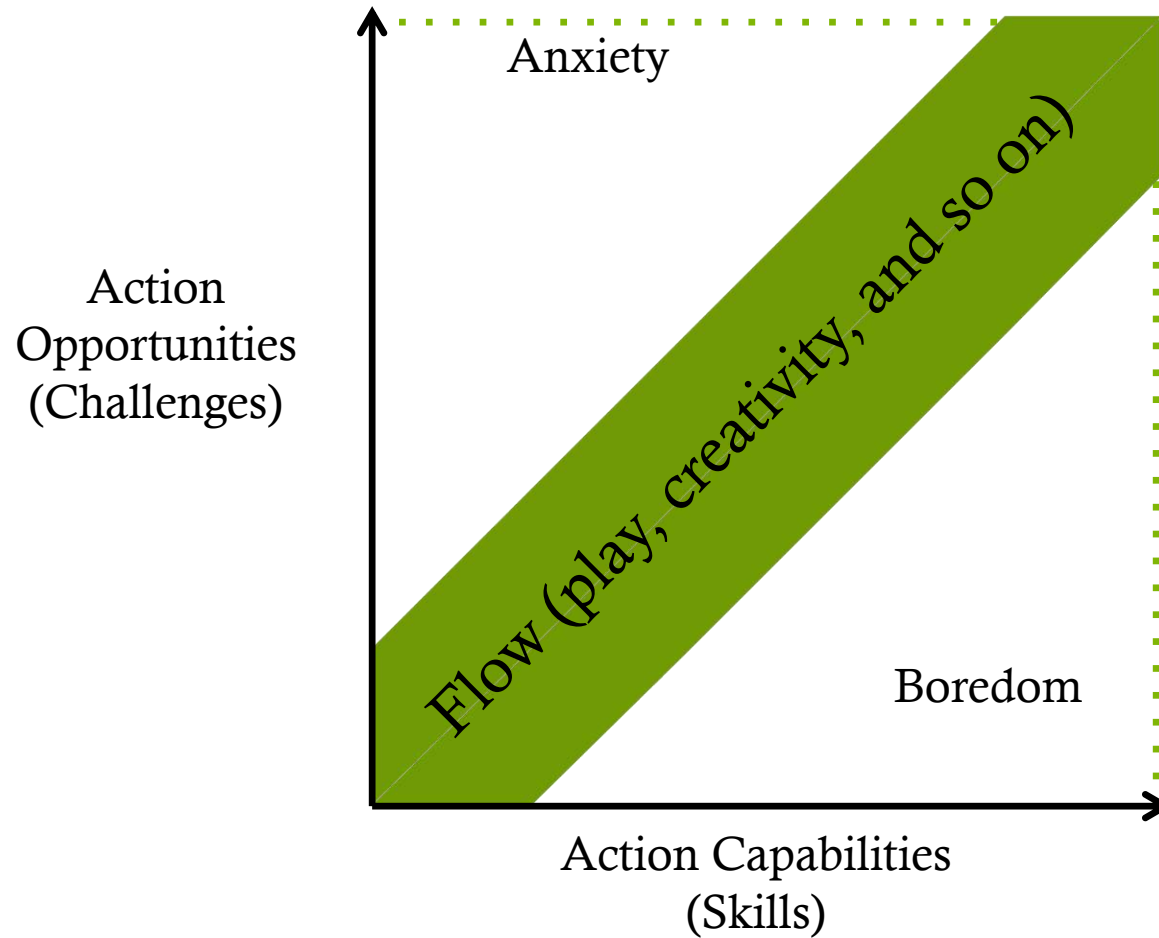 Anxiety
Flow (play, creativity, and so on)
Action
Opportunities
(Challenges)
Boredom
Action Capabilities
(Skills)